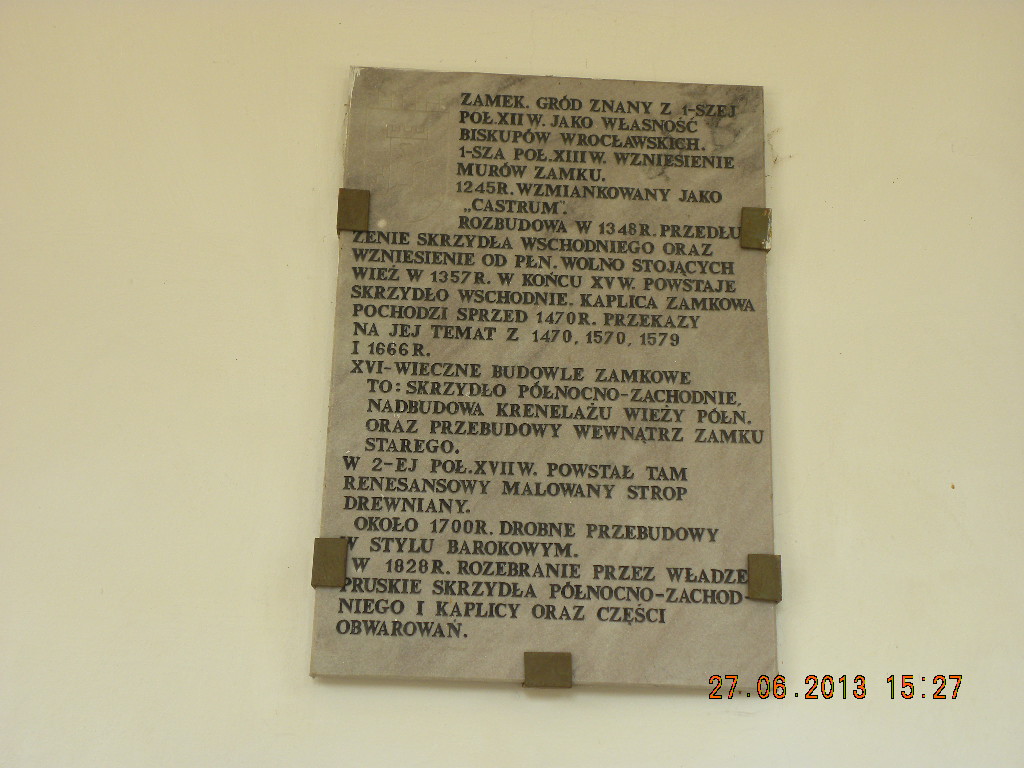 ZAMEK. GRÓD ZNANY Z 1-SZEJ
POŁ.XII W. JAKO WŁASNOŚĆ
BISKUPÓW WROCŁAWSKICH.
1-SZA POŁ.XIII W. WZNIESIENIE
MURÓW ZAMKU.
1245R. WZMIANKOWANY JAKO
„CASTRUM".
ROZBUDOWA W 1348R. PRZEDŁU
ŻENIE SKRZYDŁA WSCHODNIEGO ORAZ
WZNIESIENIE OD PŁN. WOLNO STOJĄCYCH
WIEŻ W 1357R. W KOŃCU XV W. POWSTAJE
SKRZYDŁO WSCHODNIE. KAPLICA ZAMKOWA
POCHODZI SPRZED 1470R. PRZEKAZY
NA JEJ TEMAT Z 1470, 1570, 1579
I 1666R.
XVI-WIECZNE BUDOWLE ZAMKOWE
TO: SKRZYDŁO PÓŁNOCNO-ZACHODNIE,
NADBUDOWA KRENELAŻU WIEŻY PÓŁN.
ORAZ PRZEBUDOWY WEWNĄTRZ ZAMKU
STAREGO.
W 2-EJ POŁ.XVII W. POWSTAŁ TAM
RENESANSOWY MALOWANY STROP
DREWNIANY.
OKOŁO 1700R. DROBNE PRZEBUDOWY
W STYLU BAROKOWYM.
W 1828R. ROZEBRANIE PRZEZ WŁADZE
PRUSKIE SKRZYDŁA PÓŁNOCNO-ZACHOD-
NIEGO I KAPLICY ORAZ CZĘŚCI
OBWAROWAŃ.
27.06.2013 15:27